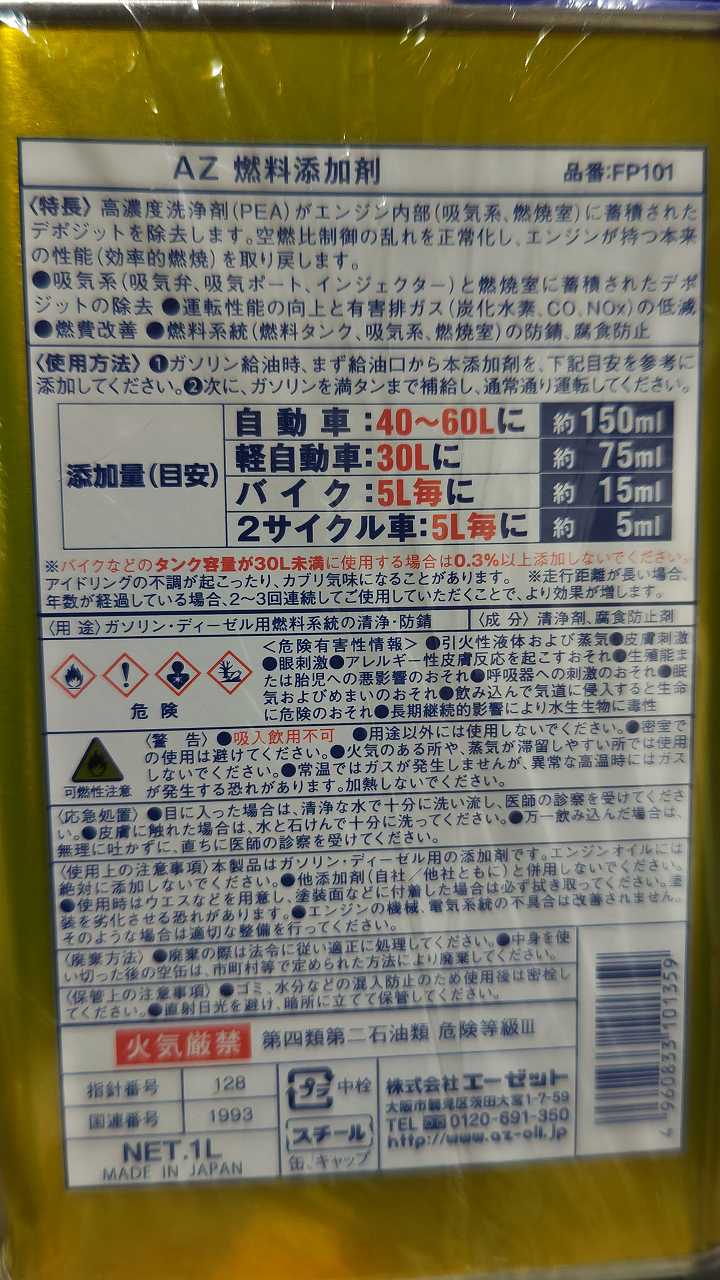 AZ 燃料添加剤 品番:FP101
〈特長〉高濃度洗浄剤(PEA)がエンジン内部(吸気系、燃焼室)に蓄積された
デポジットを除去します。空燃比制御の乱れを正常化し、エンジンが持つ本来
の性能(効率的燃焼)を取り戻します。
●吸気系(吸気弁、吸気ポート、インジェクター)と燃焼室に蓄積されたデポ
ジットの除去 ●運転性能の向上と有害排ガス(炭化水素、CO、NOx)の低減
●燃費改善 ●燃料系統(燃料タンク、吸気系、燃焼室)の防錆、腐食防止
〈使用方法〉❶ガソリン給油時、まず給油口から本添加剤を、下記目安を参考に
添加してください。❷次に、ガソリンを満タンまで補給し、通常通り運転してください。
添加量(目安)
自動車:40〜60Lに 約150ml
軽自動車:30Lに 約75ml
バイク:5L毎に 約15ml
2サイクル車:5L毎に 約5ml
※バイクなどのタンク容量が30L未満に使用する場合は0.3%以上添加しないでください。
アイドリングの不調が起こったり、カブリ気味になることがあります。 ※走行距離が長い場合、
年数が経過している場合、2〜3回連続してご使用していただくことで、より効果が増します。
〈用途〉ガソリン・ディーゼル用燃料系統の清浄・防錆 〈成分〉清浄剤、腐食防止剤
危険
〈危険有害性情報〉●引火性液体および蒸気●皮膚刺激
●眼刺激●アレルギー性皮膚反応を起こすおそれ●生殖能ま
たは胎児への悪影響のおそれ●呼吸器への刺激のおそれ●眠
気およびめまいのおそれ●飲み込んで気道に侵入すると生命
に危険のおそれ●長期継続的影響により水生生物に毒性
可燃性注意
〈警告〉●吸入飲用不可 ●用途以外には使用しないでください。●密室で
の使用は避けてください。●火気のある所や、蒸気が滞留しやすい所では使用
しないでください。●常温ではガスが発生しませんが、異常な高温時にはガス
が発生する恐れがあります。加熱しないでください。
〈応急処置〉●目に入った場合は、清浄な水で十分に洗い流し、医師の診察を受けてくださ
い。●皮膚に触れた場合は、水と石けんで十分に洗ってください。●万一飲み込んだ場合は、
無理に吐かずに、直ちに医師の診察を受けてください。
〈使用上の注意事項〉本製品はガソリン・ディーゼル用の添加剤です。エンジンオイルには
絶対に添加しないでください。●他添加剤(自社／他社ともに)と併用しないでください。
●使用時はウエスなどを用意し、塗装面などに付着した場合は必ず拭き取ってください。塗
装を劣化させる恐れがあります。●エンジンの機械、電気系統の不具合は改善されません。
そのような場合は適切な整備を行ってください。
〈廃棄方法〉●廃棄の際は法令に従い適正に処理してください。●中身を使
い切った後の空缶は、市町村等で定められた方法により廃棄してください。
〈保管上の注意事項〉●ゴミ、水分などの混入防止のため使用後は密栓し
てください。●直射日光を避け、暗所に立てて保管してください。
火気厳禁 第四類第二石油類 危険等級Ⅲ
指針番号 128
国連番号 1993
NET.1L
MADE IN JAPAN
プラ 中栓
スチール
缶、キャップ
株式会社 エーゼット
大阪市鶴見区茨田大宮1-7-59
TEL 0120-691-350
http://www.az-oil.jp
4 960833 101359